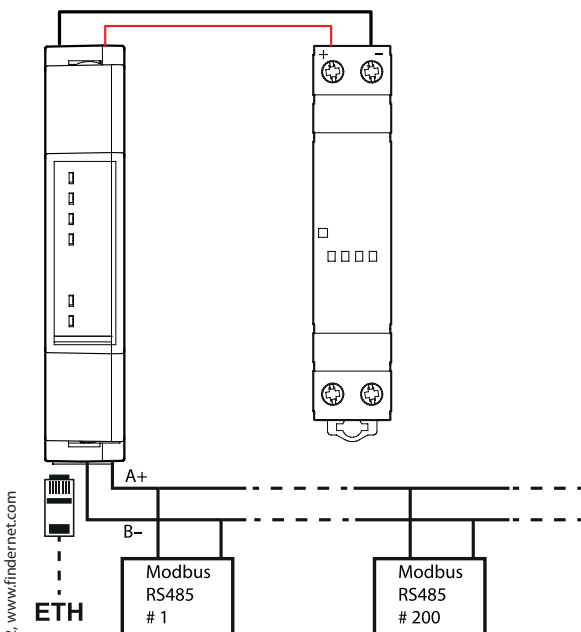 + −
A+
B−
Modbus
RS485
# 1
Modbus
RS485
# 200
ETH
www.findernet.com